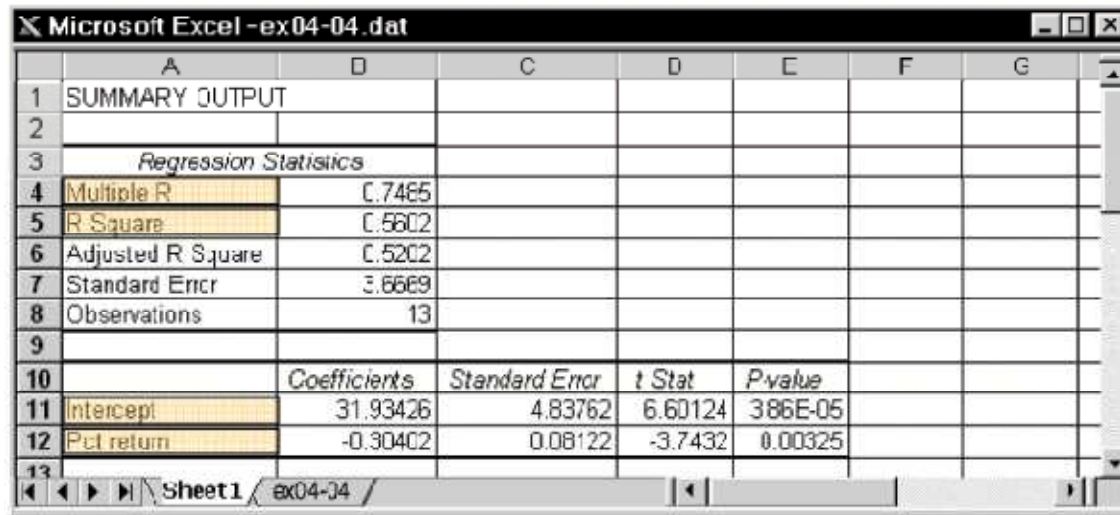 Microsoft Excel -ex04-04.dat
A B C D E F G
1 SUMMARY OUTPUT
2
3 Regression Statistics
4 Multiple R 0.7485
5 R Square 0.5602
6 Adjusted R Square 0.5202
7 Standard Error 3.6669
8 Observations 13
9
10 Coefficients Standard Error t Stat P-value
11 Intercept 31.93426 4.83762 6.60124 3.86E-05
12 Pct return -0.30402 0.08122 -3.7432 0.00325
13
Sheet1 ex04-04